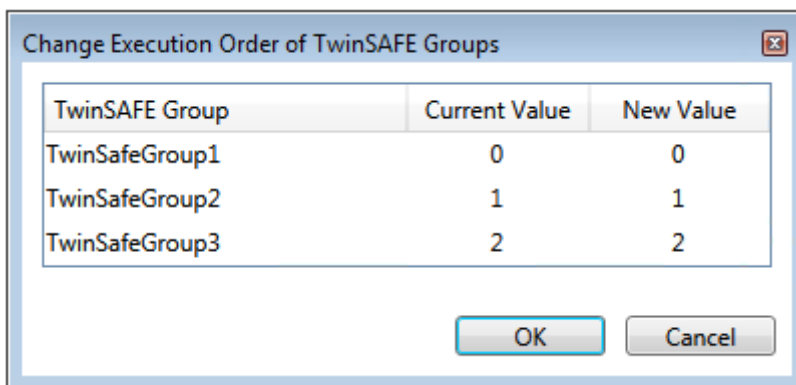 Change Execution Order of TwinSAFE Groups
TwinSAFE Group Current Value New Value
TwinSafeGroup1 0 0
TwinSafeGroup2 1 1
TwinSafeGroup3 2 2
OK Cancel